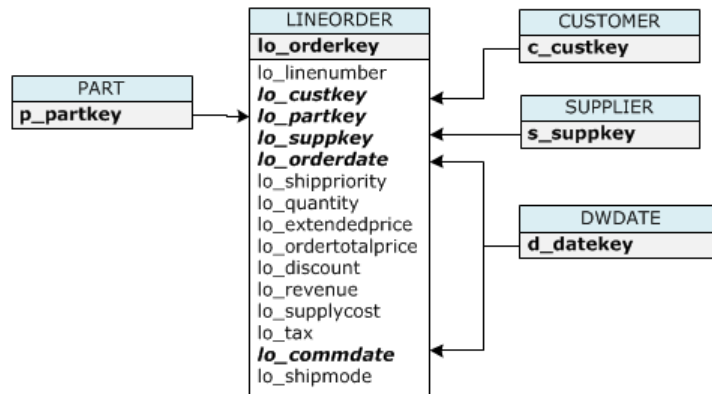 LINEORDER
lo_orderkey
lo_linenumber
lo_custkey
lo_partkey
lo_suppkey
lo_orderdate
lo_shippriority
lo_quantity
lo_extendedprice
lo_ordertotalprice
lo_discount
lo_revenue
lo_supplycost
lo_tax
lo_commdate
lo_shipmode
PART
p_partkey
CUSTOMER
c_custkey
SUPPLIER
s_suppkey
DWDATE
d_datekey